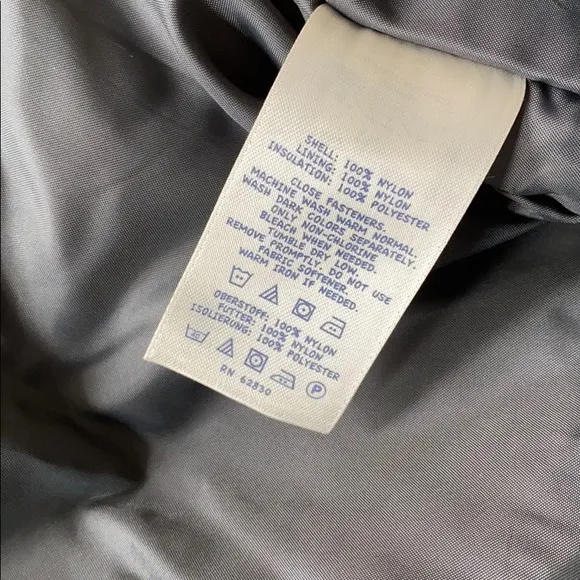 SHELL: 100% NYLON
LINING: 100% NYLON
INSULATION: 100% POLYESTER
CLOSE FASTENERS.
MACHINE WASH WARM NORMAL.
WASH DARK COLORS SEPARATELY.
ONLY NON-CHLORINE
BLEACH WHEN NEEDED.
TUMBLE DRY LOW.
REMOVE PROMPTLY. DO NOT USE
FABRIC SOFTENER.
WARM IRON IF NEEDED.
OBERSTOFF: 100% NYLON
FUTTER: 100% NYLON
ISOLIERUNG: 100% POLYESTER
P
RN 62830